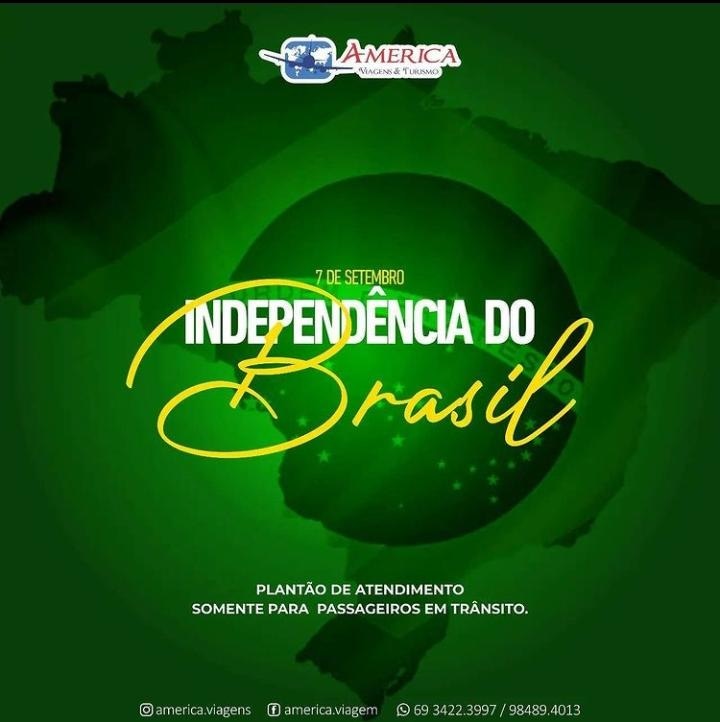 AMERICA
VIAGENS & TURISMO
7 DE SETEMBRO
INDEPENDÊNCIA DO
Brasil
PLANTÃO DE ATENDIMENTO
SOMENTE PARA PASSAGEIROS EM TRÂNSITO.
america.viagens america.viagem 69 3422.3997 / 98489.4013